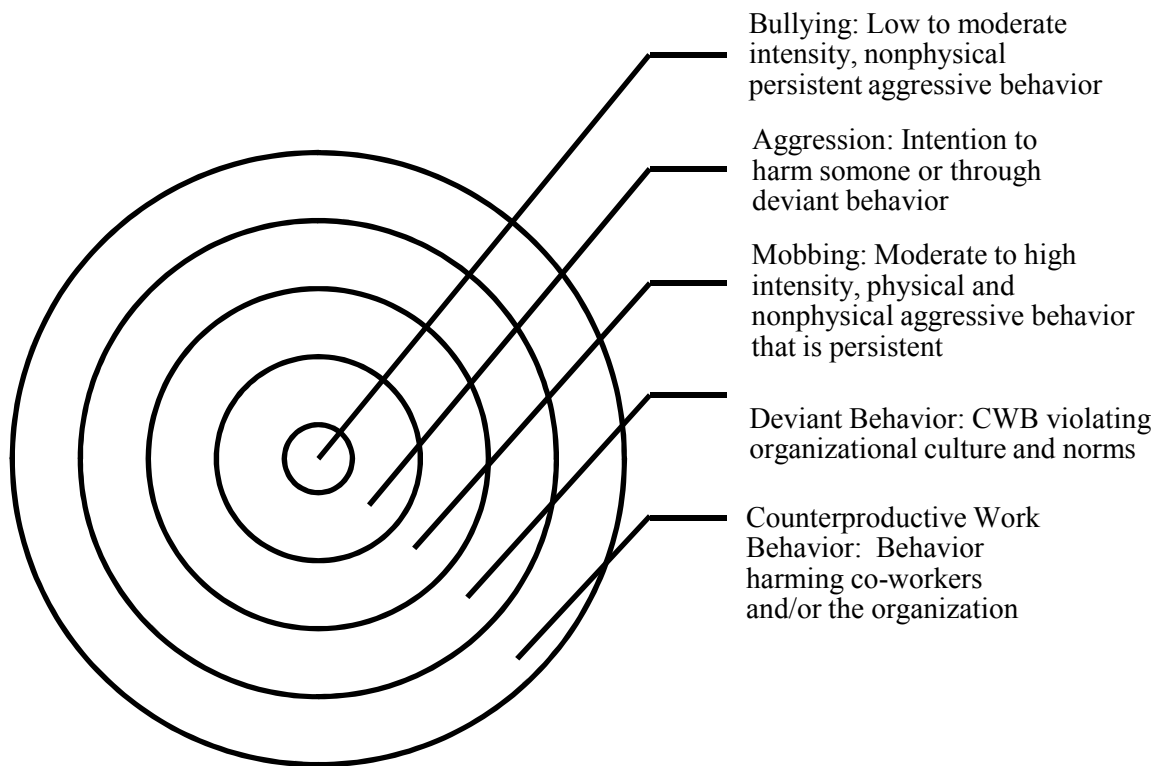 Bullying: Low to moderate
intensity, nonphysical
persistent aggressive behavior
Aggression: Intention to
harm somone or through
deviant behavior
Mobbing: Moderate to high
intensity, physical and
nonphysical aggressive behavior
that is persistent
Deviant Behavior: CWB violating
organizational culture and norms
Counterproductive Work
Behavior:  Behavior
harming co-workers
and/or the organization